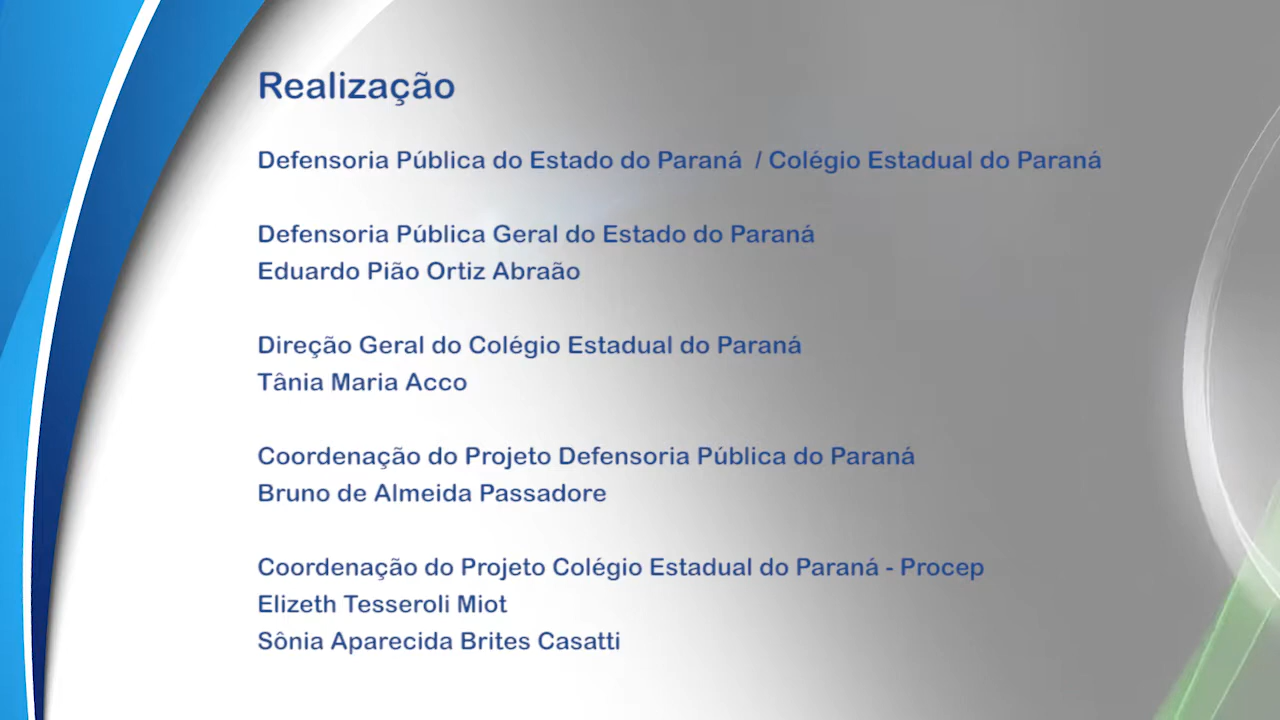 Realização
Defensoria Pública do Estado do Paraná / Colégio Estadual do Paraná
Defensoria Pública Geral do Estado do Paraná
Eduardo Pião Ortiz Abraão
Direção Geral do Colégio Estadual do Paraná
Tânia Maria Acco
Coordenação do Projeto Defensoria Pública do Paraná
Bruno de Almeida Passadore
Coordenação do Projeto Colégio Estadual do Paraná - Procep
Elizeth Tesseroli Miot
Sônia Aparecida Brites Casatti